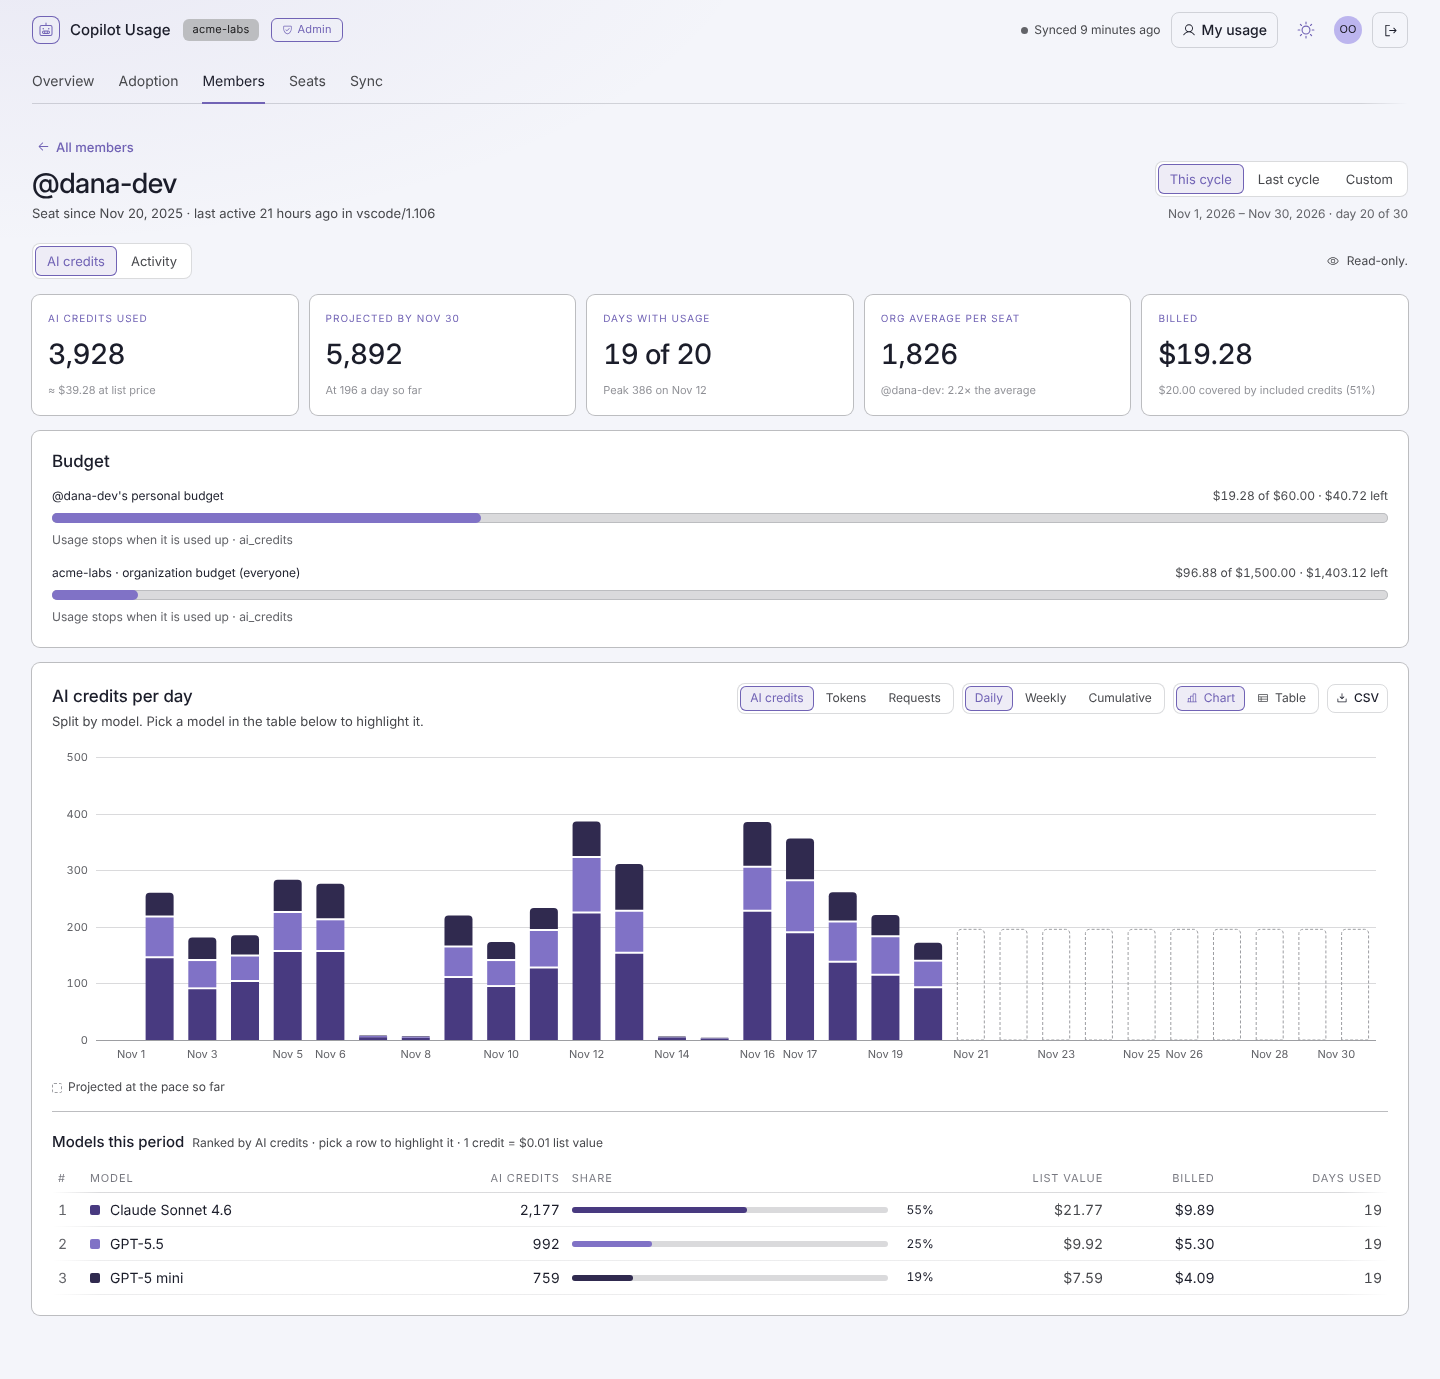 Copilot Usage
acme-labs
Admin
Synced 9 minutes ago
My usage
OO
Overview
Adoption
Members
Seats
Sync
← All members
@dana-dev
Seat since Nov 20, 2025 · last active 21 hours ago in vscode/1.106
This cycle
Last cycle
Custom
Nov 1, 2026 – Nov 30, 2026 · day 20 of 30
AI credits
Activity
Read-only.
AI CREDITS USED
3,928
≈ $39.28 at list price
PROJECTED BY NOV 30
5,892
At 196 a day so far
DAYS WITH USAGE
19 of 20
Peak 386 on Nov 12
ORG AVERAGE PER SEAT
1,826
@dana-dev: 2.2× the average
BILLED
$19.28
$20.00 covered by included credits (51%)
Budget
@dana-dev's personal budget
$19.28 of $60.00 · $40.72 left
Usage stops when it is used up · ai_credits
acme-labs · organization budget (everyone)
$96.88 of $1,500.00 · $1,403.12 left
Usage stops when it is used up · ai_credits
AI credits per day
Split by model. Pick a model in the table below to highlight it.
AI credits
Tokens
Requests
Daily
Weekly
Cumulative
Chart
Table
CSV
500
400
300
200
100
0
Nov 1
Nov 3
Nov 5
Nov 6
Nov 8
Nov 10
Nov 12
Nov 14
Nov 16
Nov 17
Nov 19
Nov 21
Nov 23
Nov 25
Nov 26
Nov 28
Nov 30
Projected at the pace so far
Models this period
Ranked by AI credits · pick a row to highlight it · 1 credit = $0.01 list value
# MODEL AI CREDITS SHARE LIST VALUE BILLED DAYS USED
1 Claude Sonnet 4.6 2,177 55% $21.77 $9.89 19
2 GPT-5.5 992 25% $9.92 $5.30 19
3 GPT-5 mini 759 19% $7.59 $4.09 19